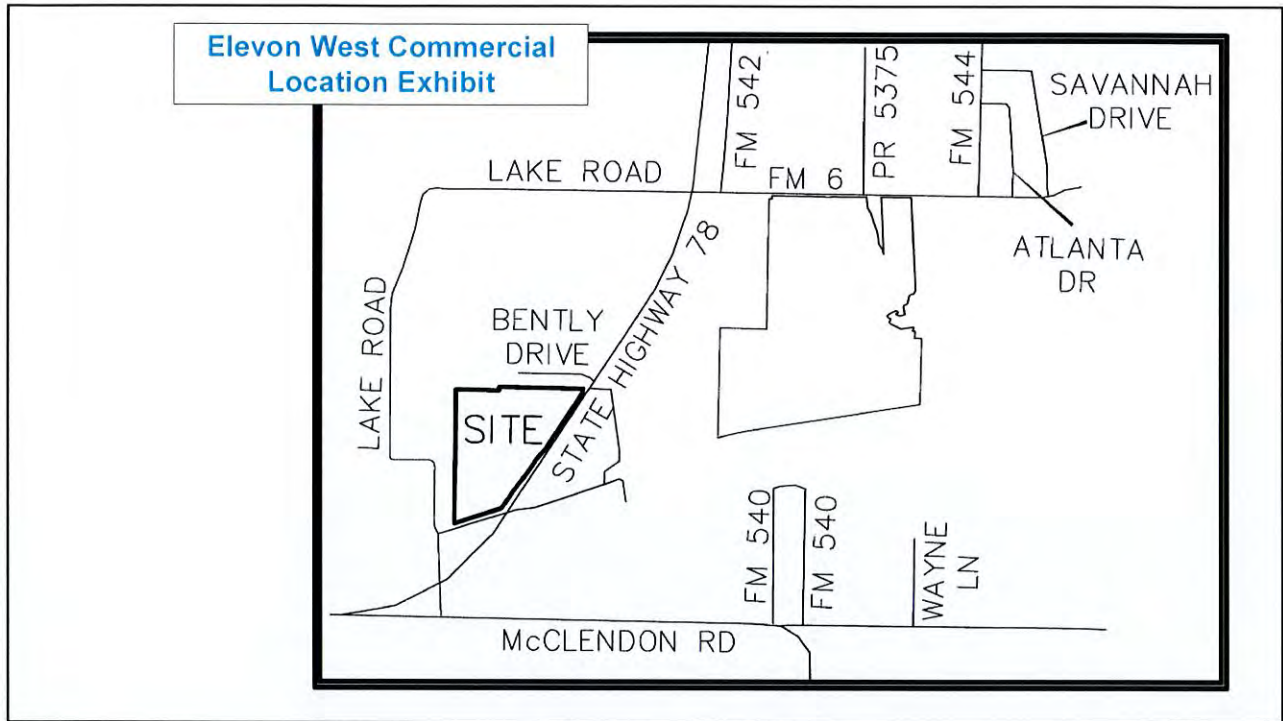 Elevon West Commercial
Location Exhibit
FM 542
PR 5375
FM 544
SAVANNAH
DRIVE
LAKE ROAD
FM 6
ATLANTA
DR
LAKE ROAD
BENTLY
DRIVE
STATE HIGHWAY 78
SITE
FM 540
FM 540
WAYNE
LN
McCLENDON RD